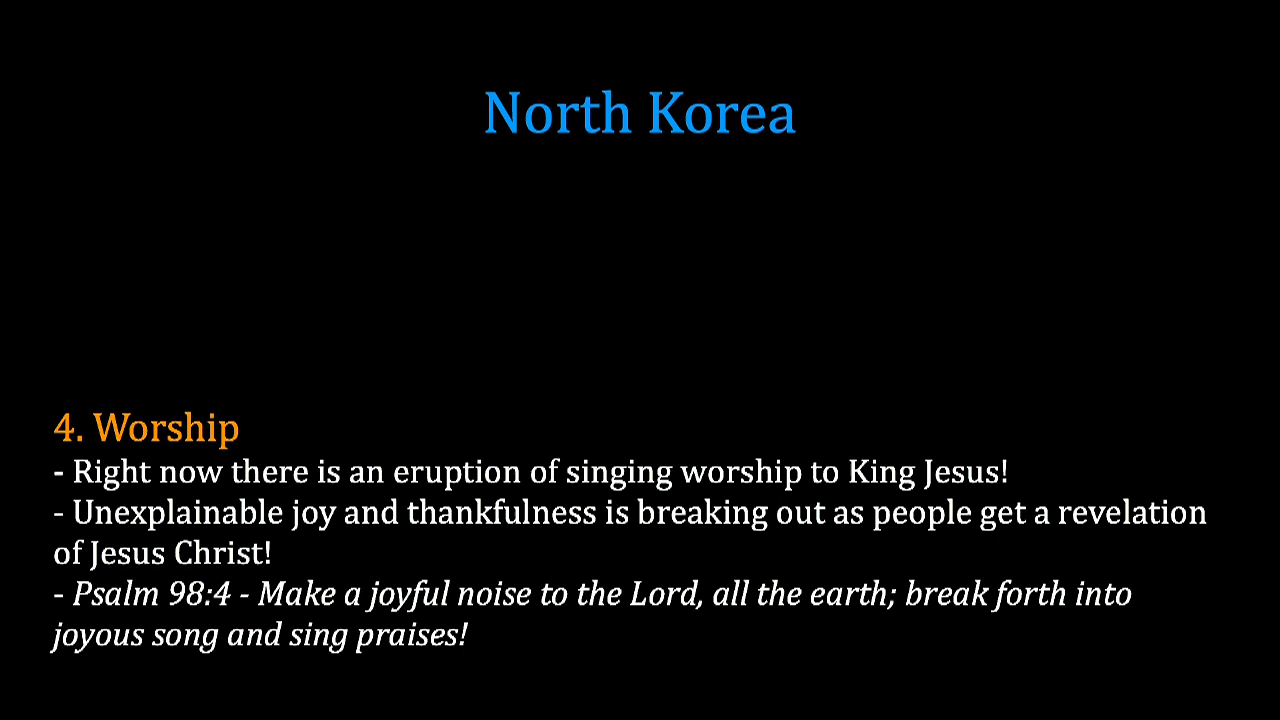 North Korea
4. Worship
- Right now there is an eruption of singing worship to King Jesus!
- Unexplainable joy and thankfulness is breaking out as people get a revelation
of Jesus Christ!
- Psalm 98:4 - Make a joyful noise to the Lord, all the earth; break forth into
joyous song and sing praises!